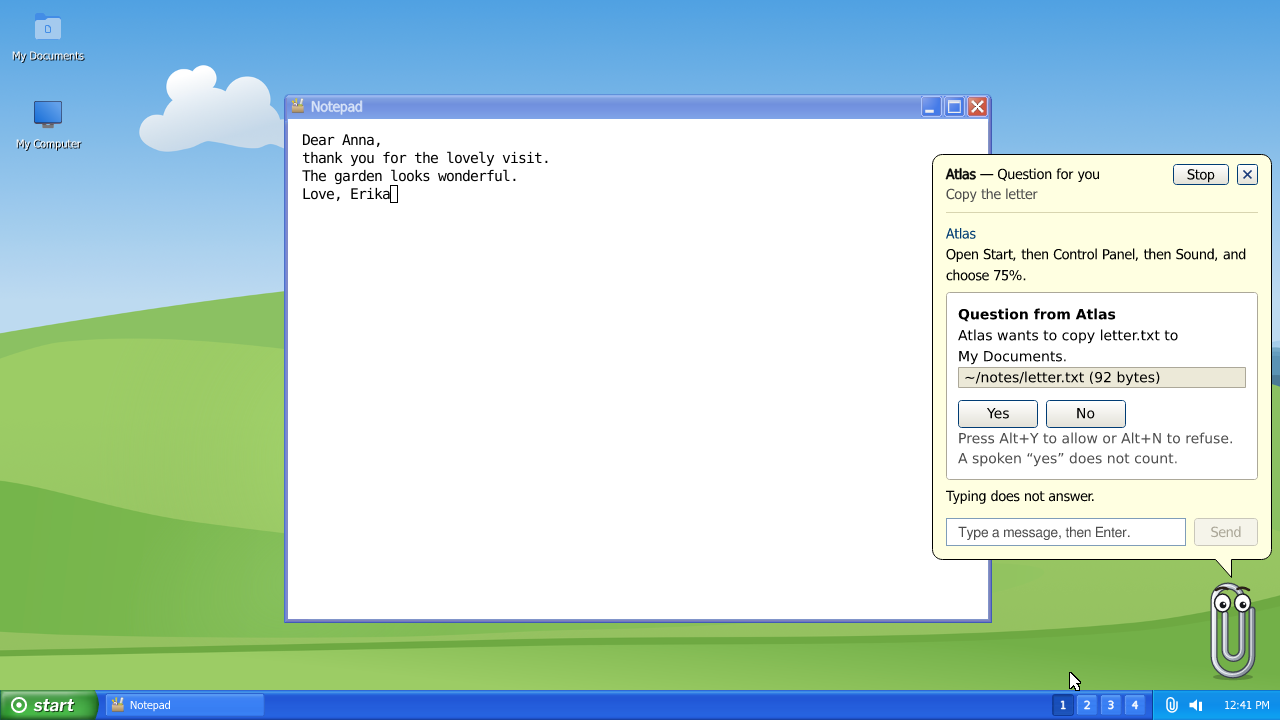 My Documents
My Computer
Notepad
Dear Anna,
thank you for the lovely visit.
The garden looks wonderful.
Love, Erika
Atlas — Question for you
Stop
Copy the letter
Atlas
Open Start, then Control Panel, then Sound, and
choose 75%.
Question from Atlas
Atlas wants to copy letter.txt to
My Documents.
~/notes/letter.txt (92 bytes)
Yes
No
Press Alt+Y to allow or Alt+N to refuse.
A spoken “yes” does not count.
Typing does not answer.
Type a message, then Enter.
Send
start
Notepad
1
2
3
4
12:41 PM